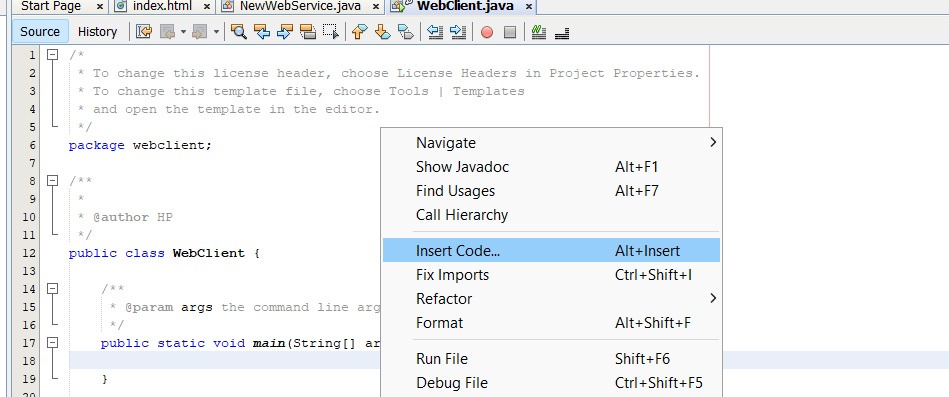 Start Page x index.html x NewWebService.java x WebClient.java x
Source History
1 /*
2 * To change this license header, choose License Headers in Project Properties.
3 * To change this template file, choose Tools | Templates
4 * and open the template in the editor.
5 */
6 package webclient;
7
8 /**
9 *
10 * @author HP
11 */
12 public class WebClient {
13
14 /**
15 * @param args the command line arg
16 */
17 public static void main(String[] ar
18
19 }
20
Navigate >
Show Javadoc Alt+F1
Find Usages Alt+F7
Call Hierarchy
Insert Code... Alt+Insert
Fix Imports Ctrl+Shift+I
Refactor >
Format Alt+Shift+F
Run File Shift+F6
Debug File Ctrl+Shift+F5